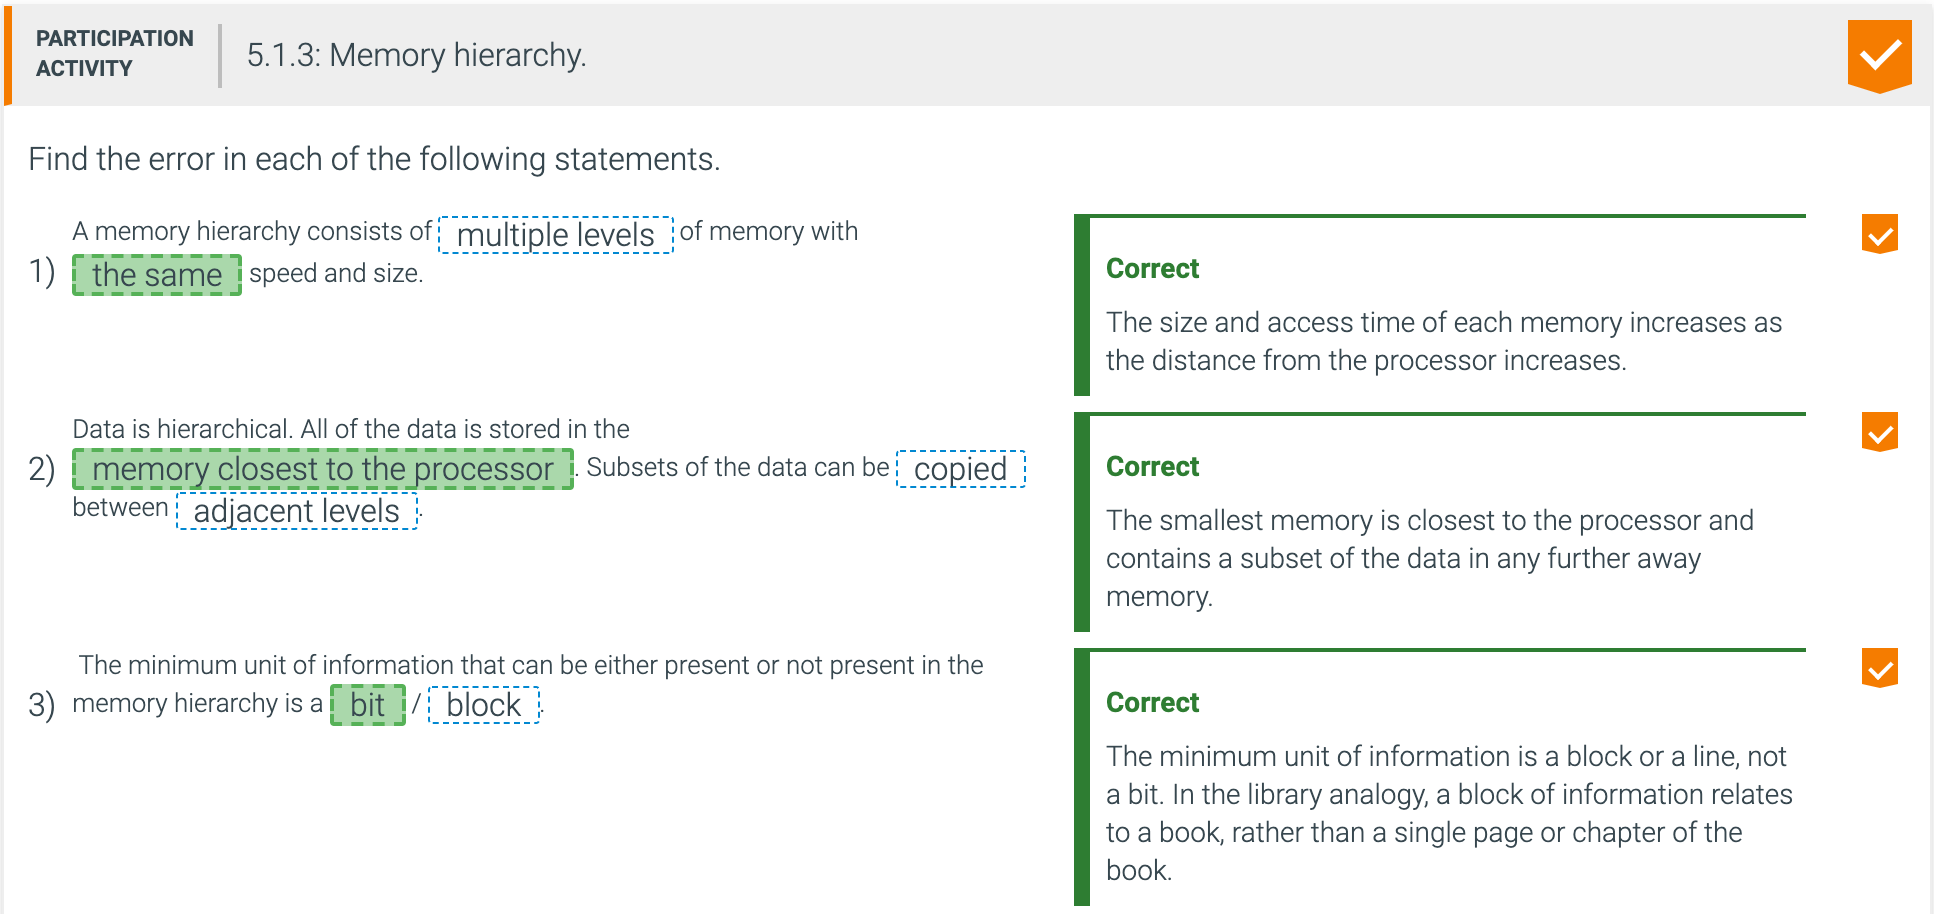 PARTICIPATION
ACTIVITY
5.1.3: Memory hierarchy.
Find the error in each of the following statements.
1)
A memory hierarchy consists of multiple levels of memory with
the same speed and size.
Correct
The size and access time of each memory increases as
the distance from the processor increases.
2)
Data is hierarchical. All of the data is stored in the
memory closest to the processor. Subsets of the data can be copied
between adjacent levels.
Correct
The smallest memory is closest to the processor and
contains a subset of the data in any further away
memory.
3)
The minimum unit of information that can be either present or not present in the
memory hierarchy is a bit / block.
Correct
The minimum unit of information is a block or a line, not
a bit. In the library analogy, a block of information relates
to a book, rather than a single page or chapter of the
book.